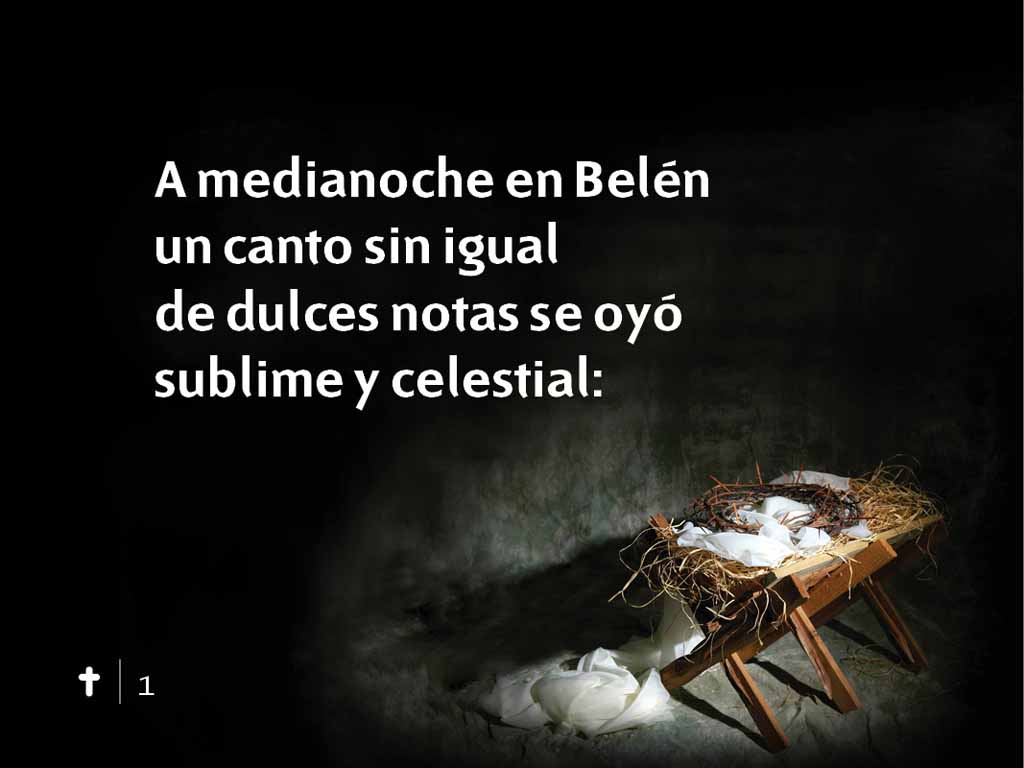 A medianoche en Belén
un canto sin igual
de dulces notas se oyó
sublime y celestial:
1